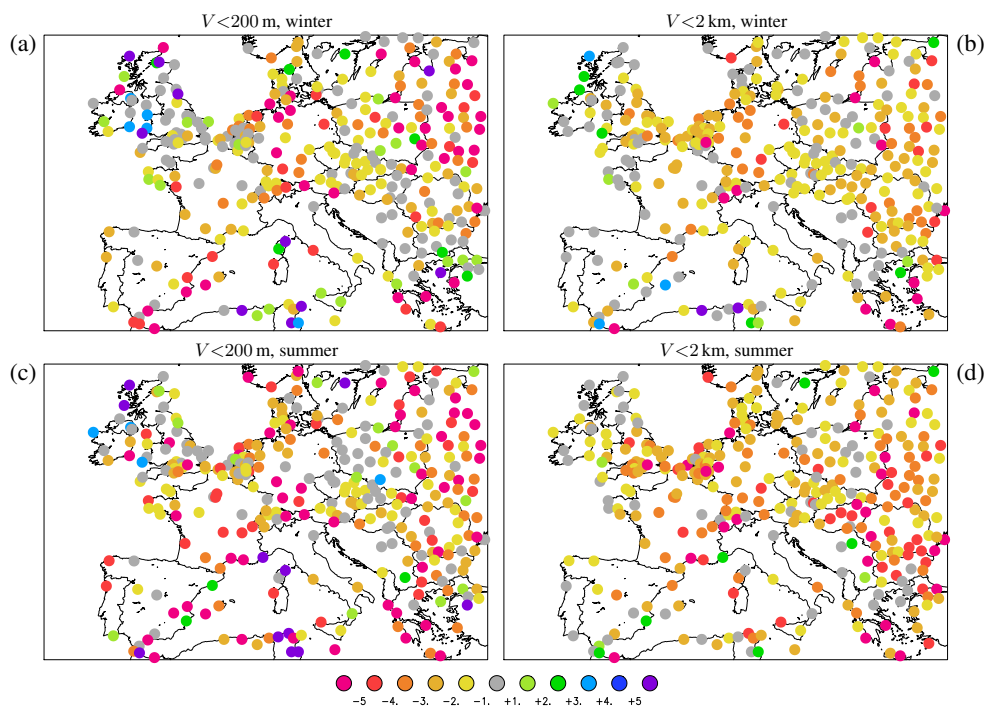 V<200 m, winter
V<2 km, winter
(a)
(b)
V<200 m, summer
V<2 km, summer
(c)
(d)
-5 -4. -3. -2. -1. +1. +2. +3. +4. +5